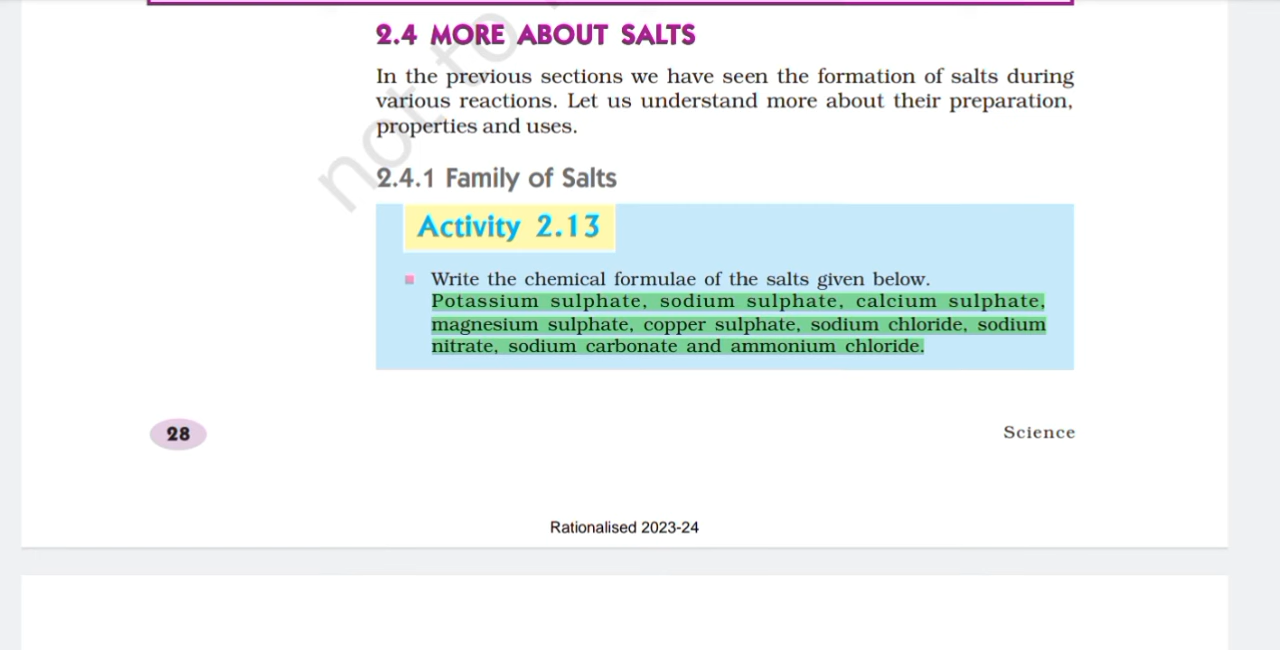 2.4 MORE ABOUT SALTS
In the previous sections we have seen the formation of salts during
various reactions. Let us understand more about their preparation,
properties and uses.
2.4.1 Family of Salts
Activity 2.13
Write the chemical formulae of the salts given below.
Potassium sulphate, sodium sulphate, calcium sulphate,
magnesium sulphate, copper sulphate, sodium chloride, sodium
nitrate, sodium carbonate and ammonium chloride.
28
Science
Rationalised 2023-24
not to